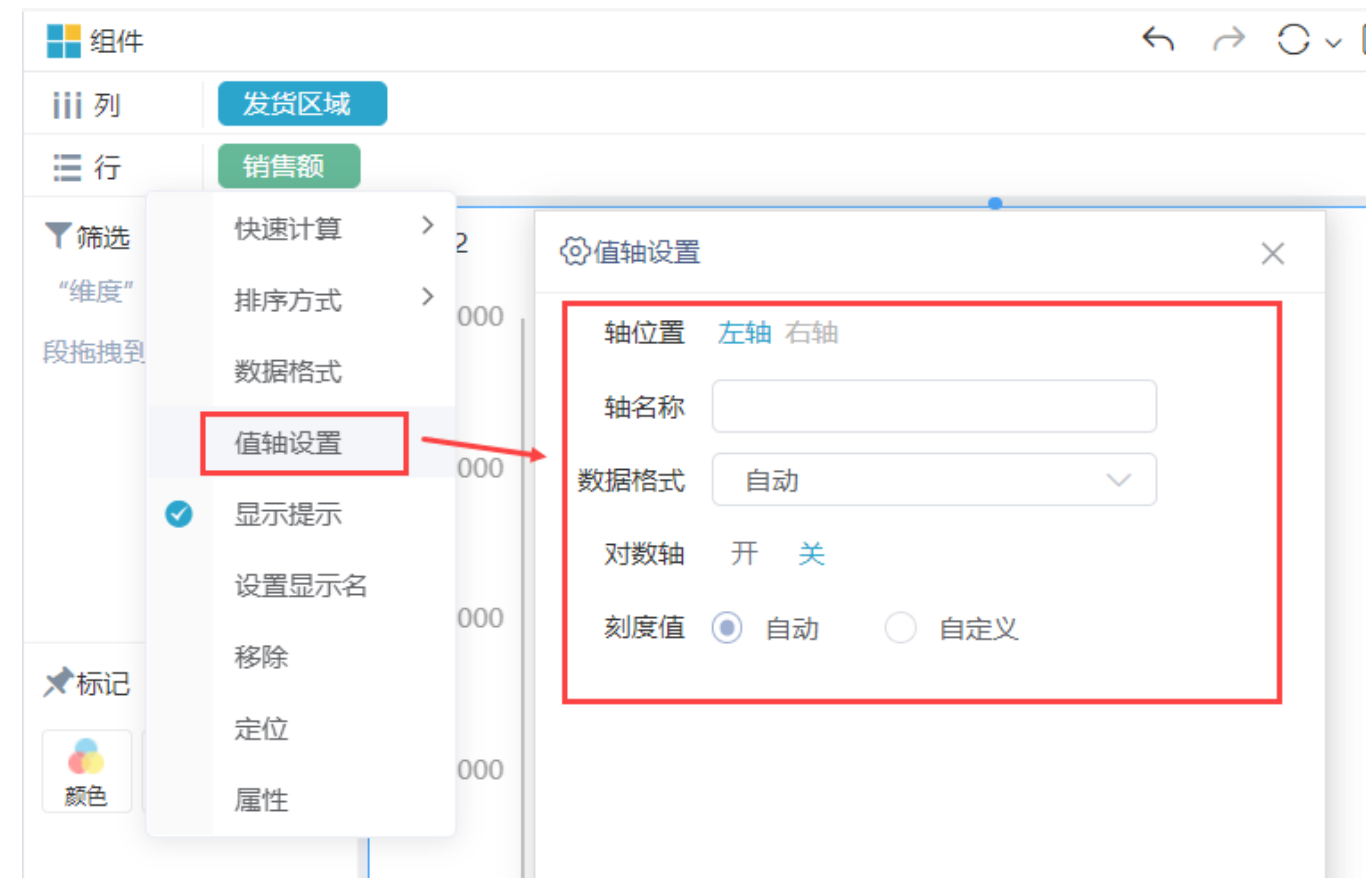 组件
列
发货区域
行
销售额
筛选
“维度”
段拖拽到
快速计算
排序方式
数据格式
值轴设置
显示提示
设置显示名
移除
定位
属性
标记
颜色
2
000
000
000
000
值轴设置
轴位置 左轴 右轴
轴名称
数据格式 自动
对数轴 开 关
刻度值 自动 自定义